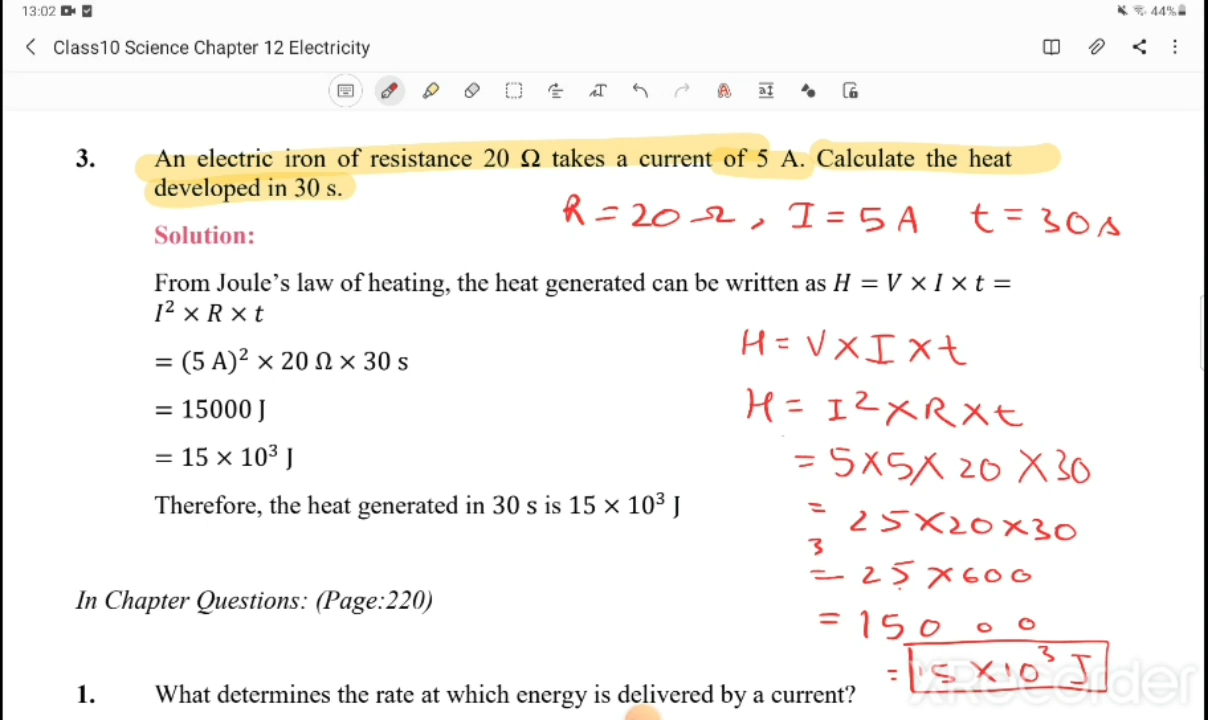 13:02 44%
Class10 Science Chapter 12 Electricity
3. An electric iron of resistance 20 Ω takes a current of 5 A. Calculate the heat
developed in 30 s.
R = 20 Ω, I = 5 A t = 30 s
Solution:
From Joule's law of heating, the heat generated can be written as H = V × I × t =
I² × R × t
H = V × I × t
= (5 A)² × 20 Ω × 30 s
= 15000 J
H = I² × R × t
= 15 × 10³ J
= 5 × 5 × 20 × 30
Therefore, the heat generated in 30 s is 15 × 10³ J
= 25 × 20 × 30
3
= 25 × 600
In Chapter Questions: (Page:220)
= 15000
= 15 × 10³ J
XRecorder
1. What determines the rate at which energy is delivered by a current?